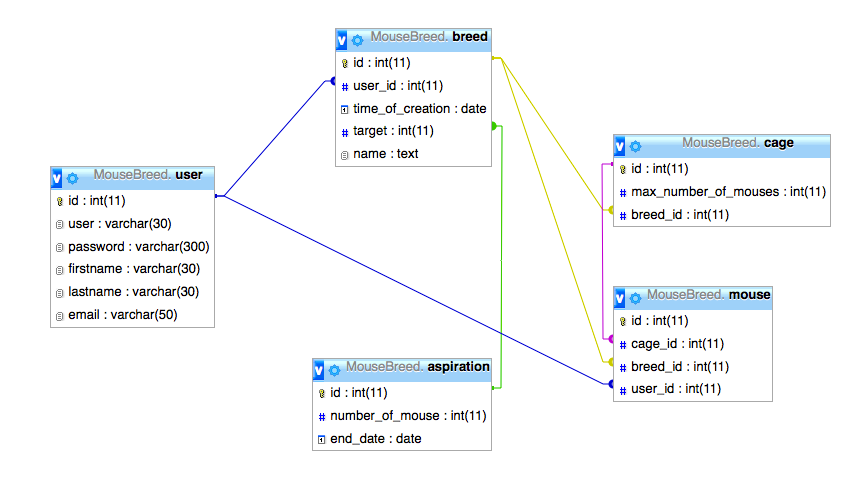 MouseBreed. breed
id : int(11)
user_id : int(11)
time_of_creation : date
target : int(11)
name : text
MouseBreed. cage
id : int(11)
max_number_of_mouses : int(11)
breed_id : int(11)
MouseBreed. user
id : int(11)
user : varchar(30)
password : varchar(300)
firstname : varchar(30)
lastname : varchar(30)
email : varchar(50)
MouseBreed. mouse
id : int(11)
cage_id : int(11)
breed_id : int(11)
user_id : int(11)
MouseBreed. aspiration
id : int(11)
number_of_mouse : int(11)
end_date : date